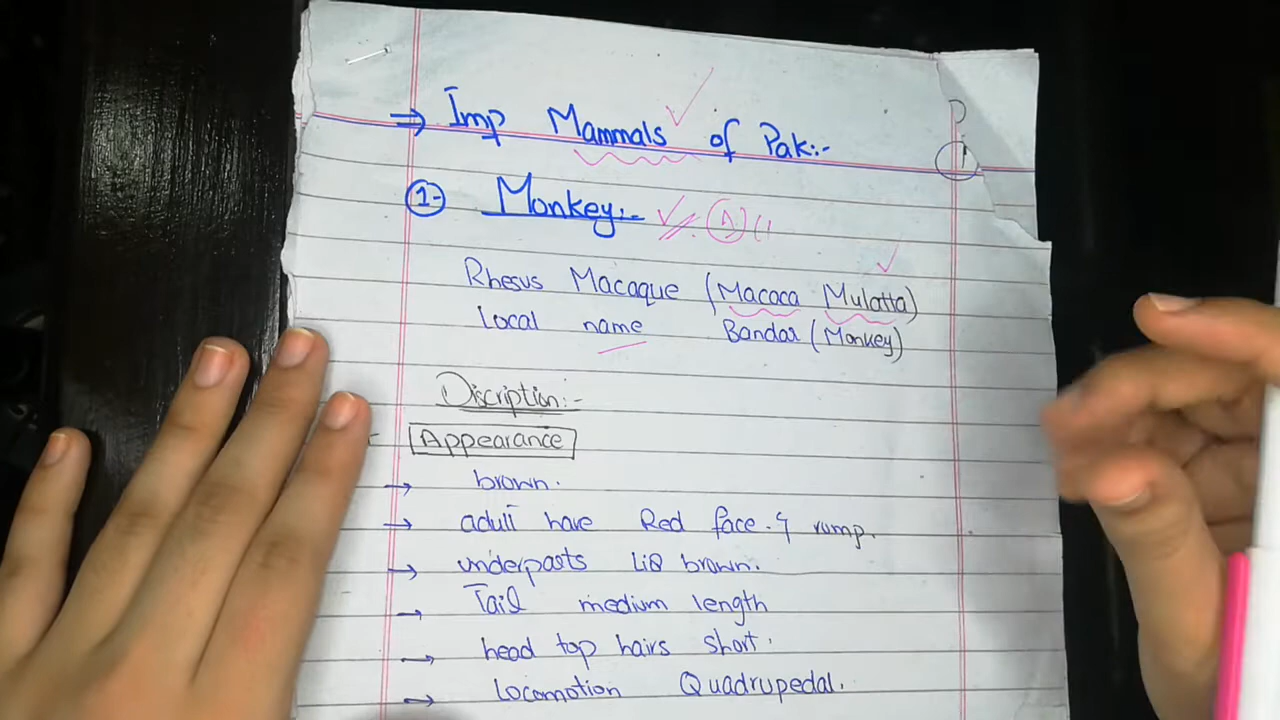 ⇒ Imp Mammals of Pak:-
1- Monkey:-
Rhesus Macaque (Macaca Mulatta)
Local name Bandar (Monkey)
Discription:-
Appearance
→ brown.
→ adult have Red face & rump.
→ underparts brown.
→ Tail medium length
→ head top hairs short.
→ Locomotion Quadrupedal.